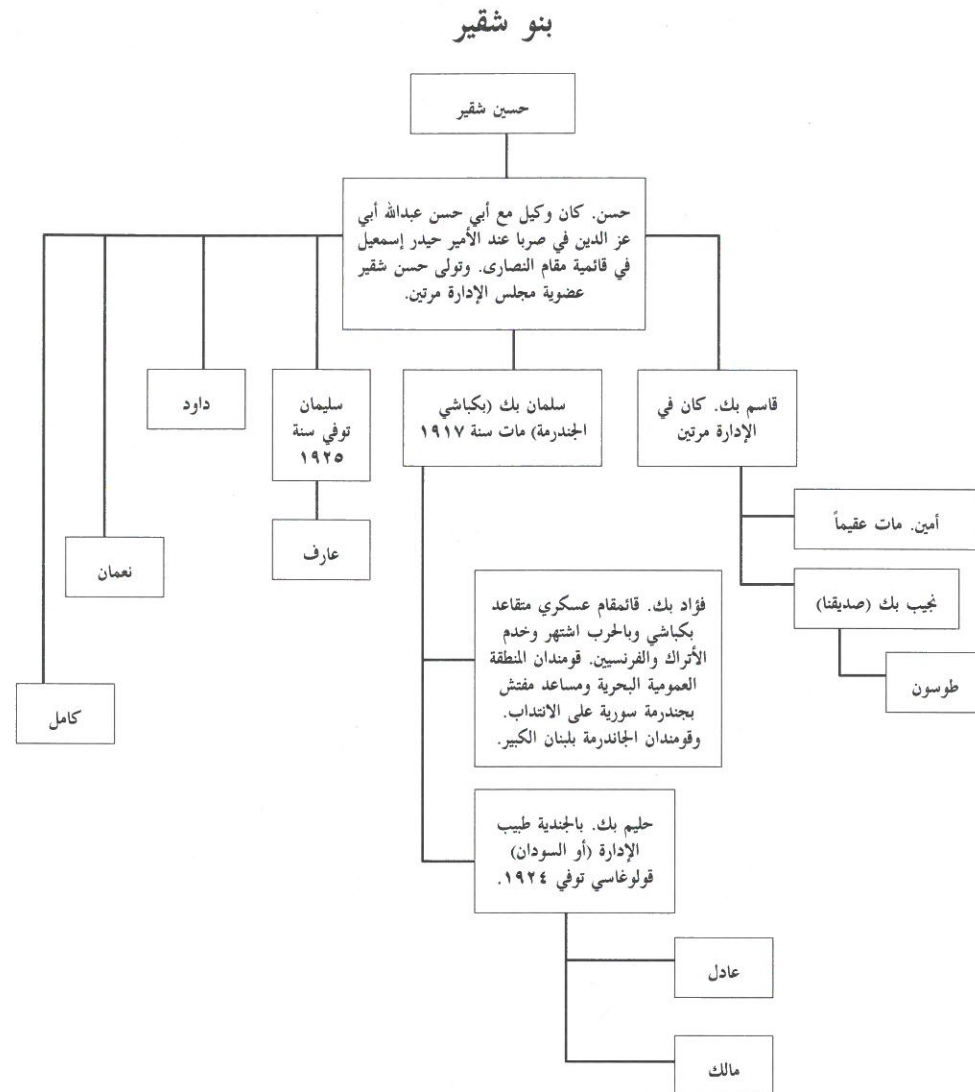 بنو شقير
حسين شقير
حسن. كان وكيل مع أبي حسن عبدالله أبي
عز الدين في صربا عند الأمير حيدر إسمعيل
في قائمية مقام النصارى. وتولى حسن شقير
عضوية مجلس الإدارة مرتين.
قاسم بك. كان في
الإدارة مرتين
سلمان بك (بكباشي
الجندرمة) مات سنة ١٩١٧
سليمان
توفي سنة
١٩٢٥
داود
أمين. مات عقيماً
عارف
نعمان
نجيب بك (صديقنا)
فؤاد بك. قائمقام عسكري متقاعد
بكباشي وبالحرب اشتهر وخدم
الأتراك والفرنسيين. قومندان المنطقة
العمومية البحرية ومساعد مفتش
بجندرمة سورية على الانتداب.
وقومندان الجاندرمة بلبنان الكبير.
طوسون
كامل
حليم بك. بالجندية طبيب
الإدارة (أو السودان)
قولوغاسي توفي ١٩٢٤.
عادل
مالك